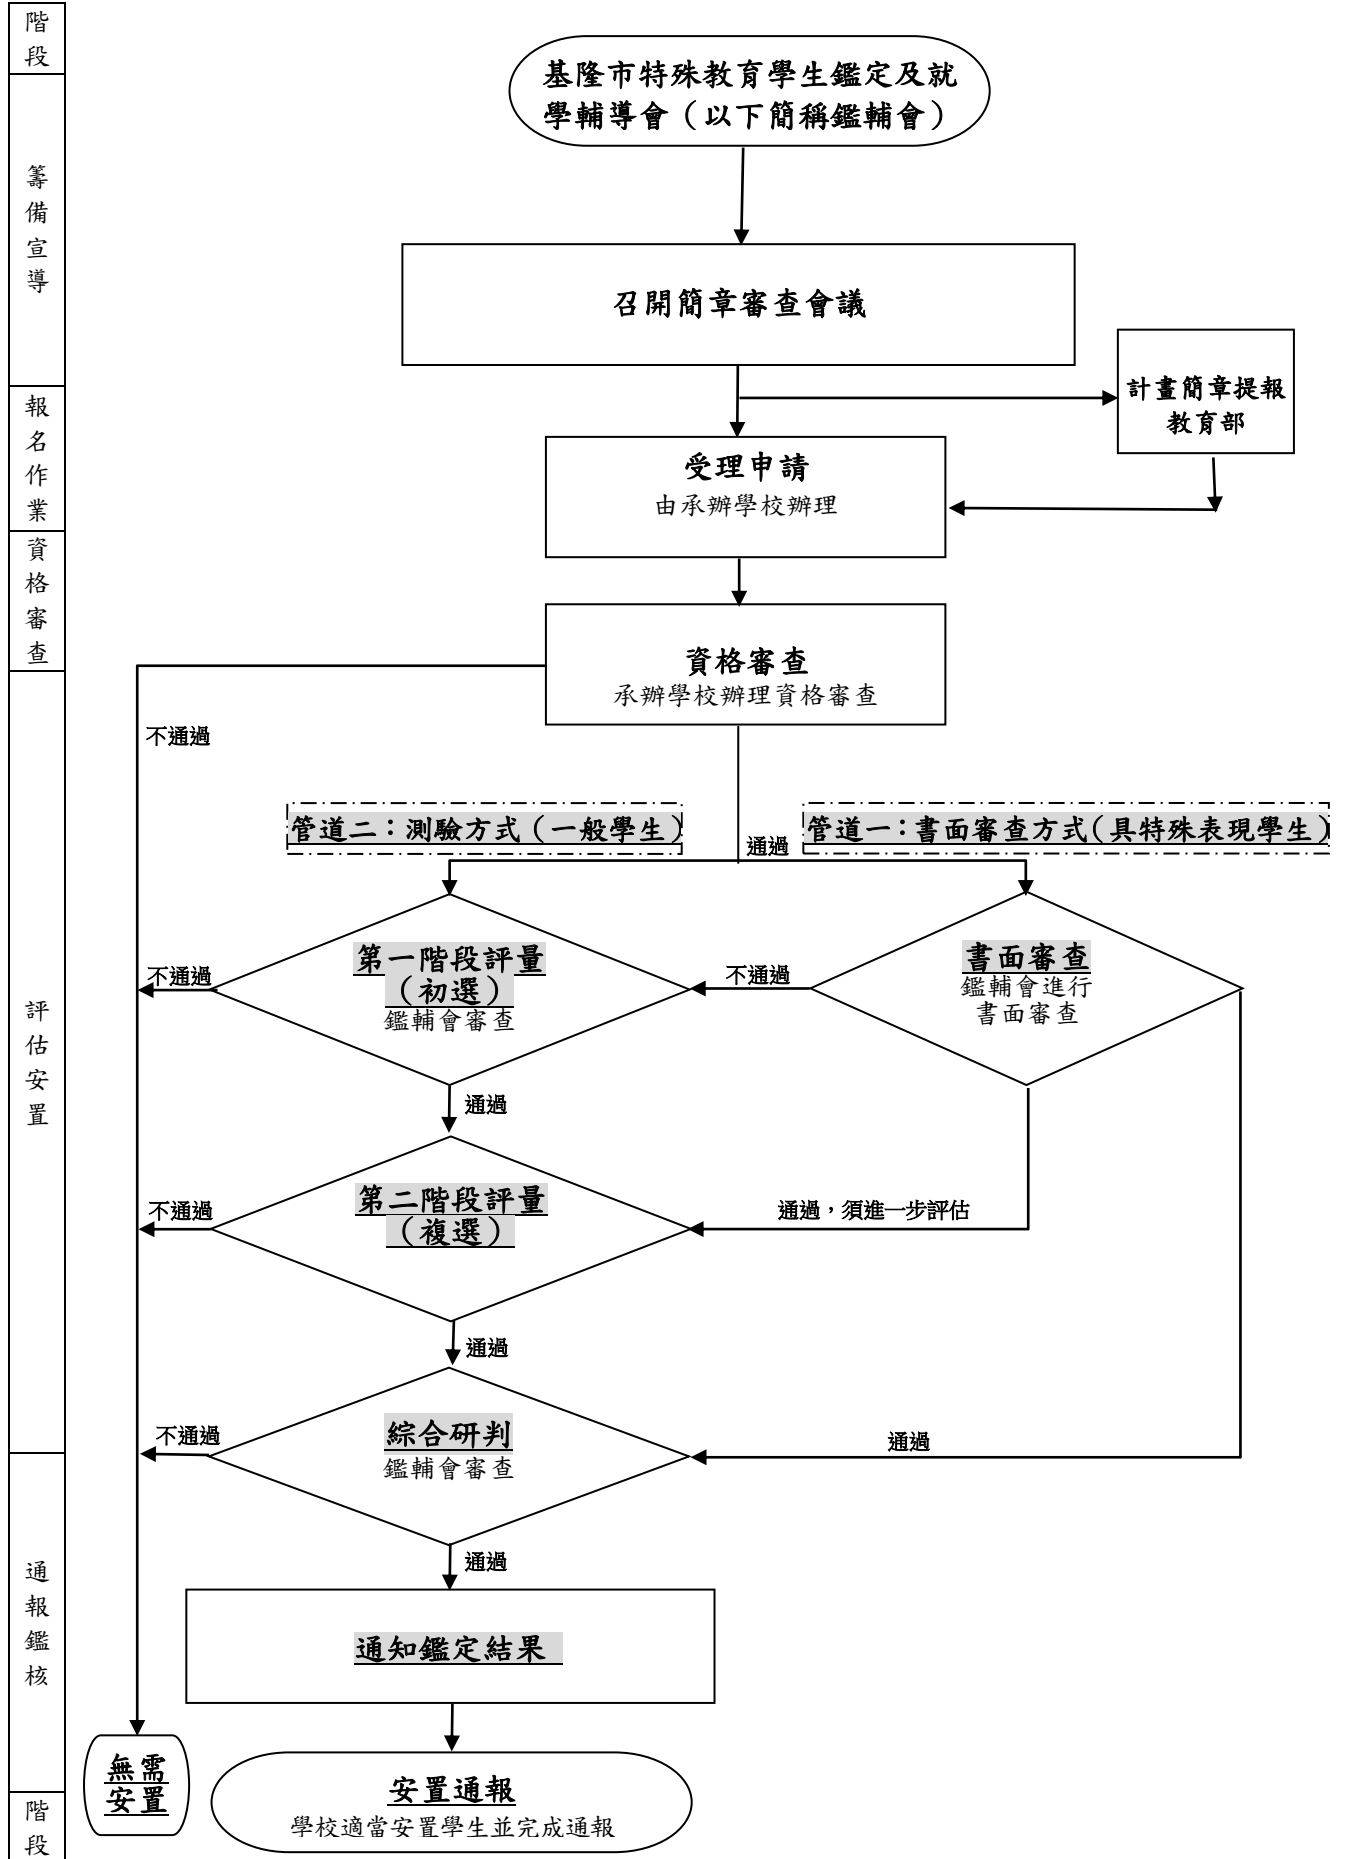 階
段
籌
備
宣
導
報
名
作
業
資
格
審
查
評
估
安
置
通
報
鑑
核
階
段
基隆市特殊教育學生鑑定及就
學輔導會（以下簡稱鑑輔會）
召開簡章審查會議
計畫簡章提報
教育部
受理申請
由承辦學校辦理
資格審查
承辦學校辦理資格審查
不通過
管道二：測驗方式（一般學生）
管道一：書面審查方式(具特殊表現學生)
通過
第一階段評量
（初選）
鑑輔會審查
不通過
不通過
書面審查
鑑輔會進行
書面審查
通過
第二階段評量
（複選）
不通過
通過，須進一步評估
通過
綜合研判
鑑輔會審查
不通過
通過
通過
通知鑑定結果
無需
安置
安置通報
學校適當安置學生並完成通報